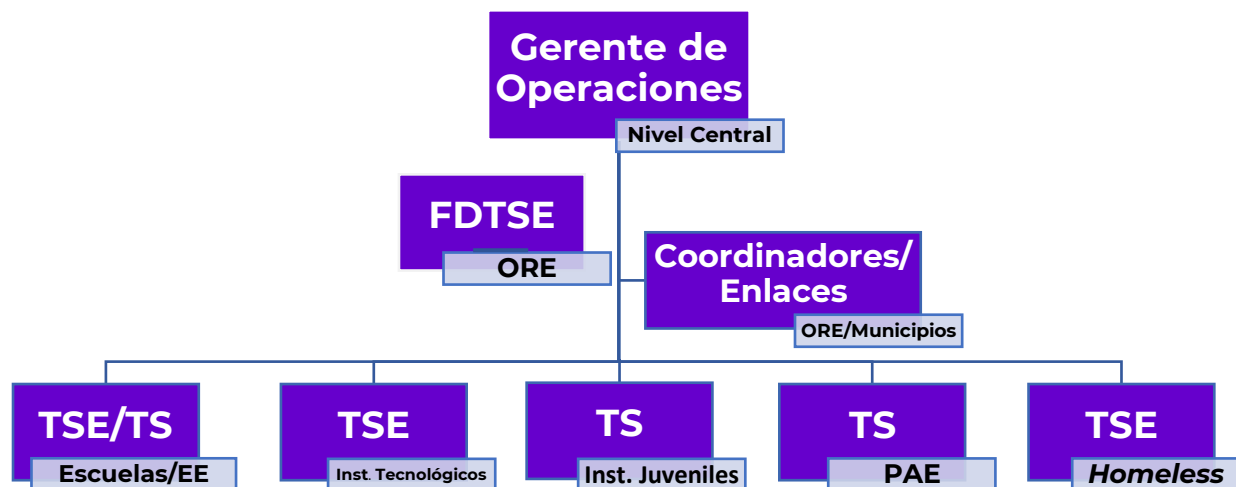 Gerente de
Operaciones
Nivel Central
FDTSE
ORE
Coordinadores/
Enlaces
ORE/Municipios
TSE/TS
Escuelas/EE
TSE
Inst. Tecnológicos
TS
Inst. Juveniles
TS
PAE
TSE
Homeless